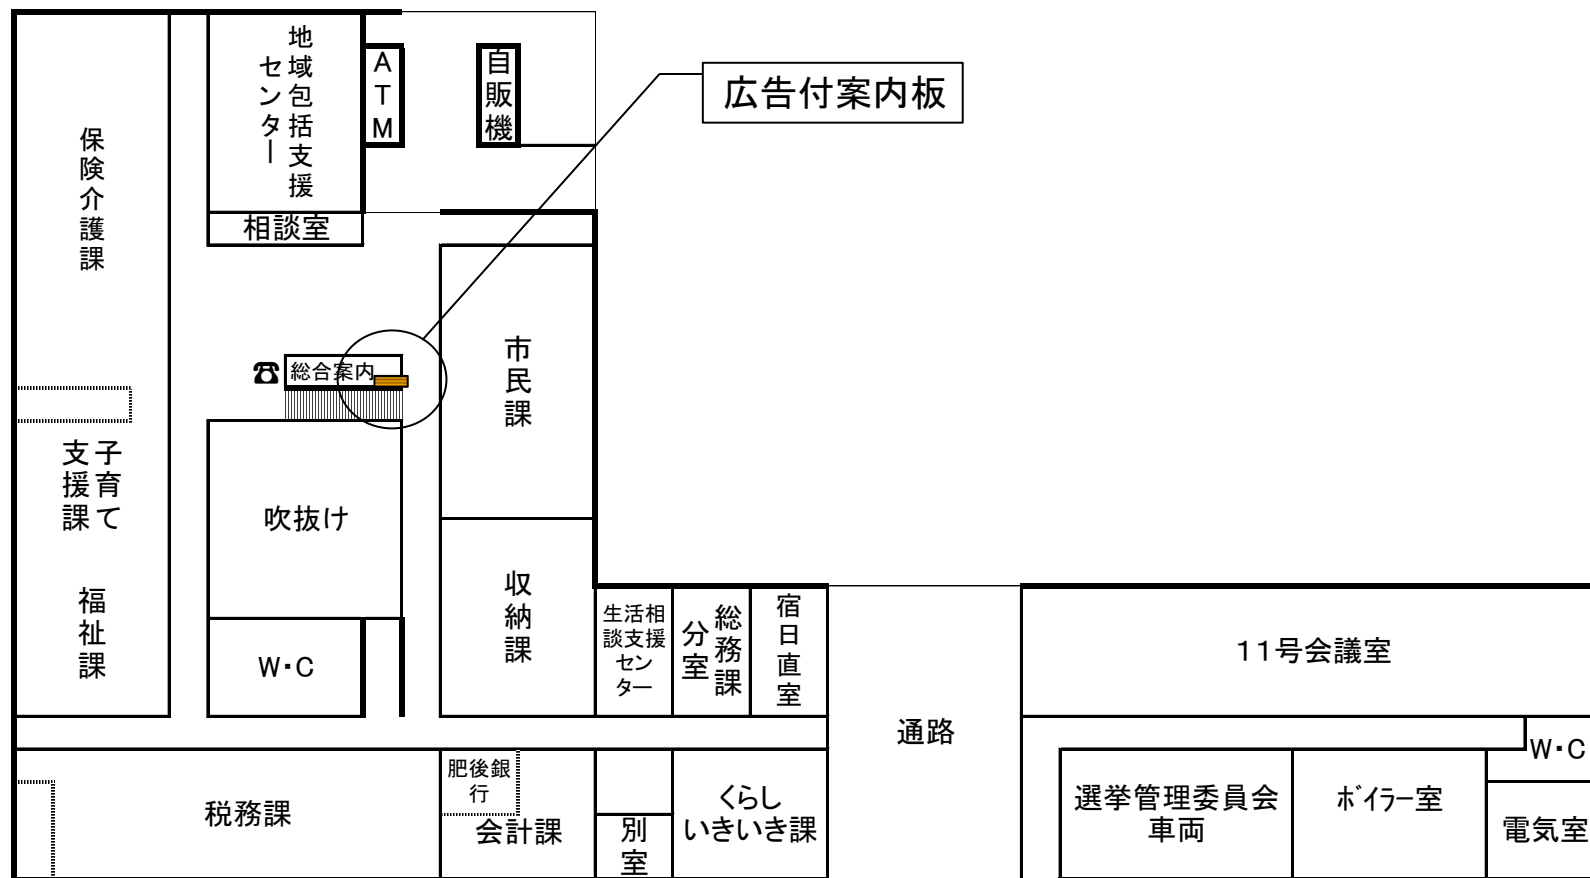 地域包括支援
センター
ATM
自販機
広告付案内板
保険介護課
相談室
市民課
総合案内
子育て
支援課
吹抜け
福祉課
収納課
W・C
生活相
談支援
セン
ター
総務課
分室
宿日直室
11号会議室
通路
W・C
税務課
肥後銀
行
会計課
別室
くらし
いきいき課
選挙管理委員会
車両
ボイラー室
電気室